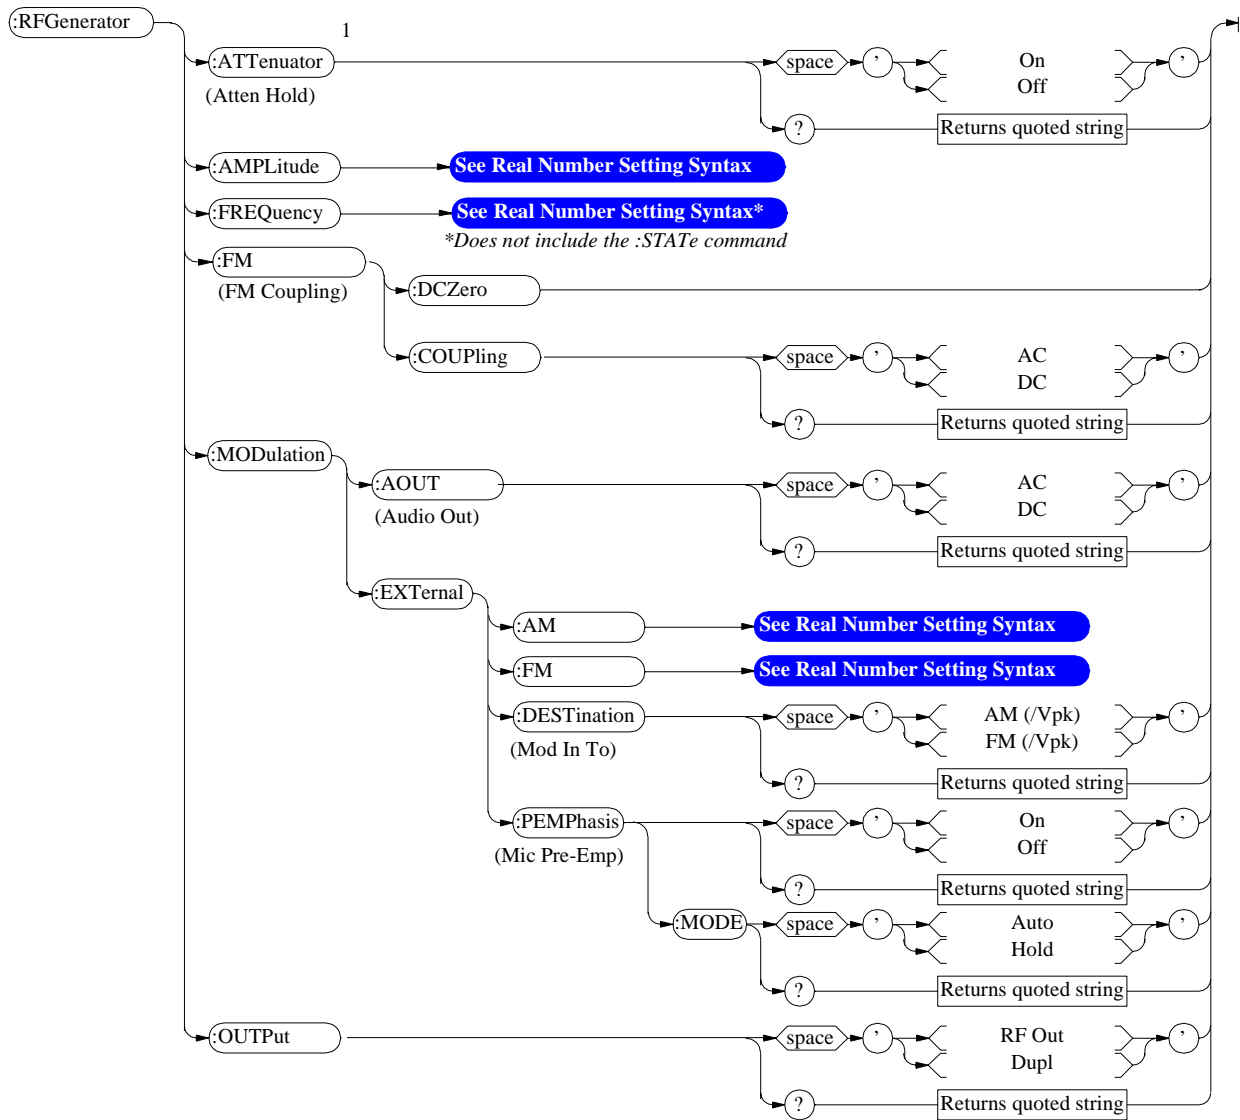 :RFGenerator
1
:ATTenuator space ' On '
(Atten Hold) Off
? Returns quoted string
:AMPLitude See Real Number Setting Syntax
:FREQuency See Real Number Setting Syntax*
*Does not include the :STATe command
:FM
(FM Coupling) :DCZero
:COUPling space ' AC '
DC
? Returns quoted string
:MODulation
:AOUT space ' AC '
(Audio Out) DC
? Returns quoted string
:EXTernal
:AM See Real Number Setting Syntax
:FM See Real Number Setting Syntax
:DESTination space ' AM (/Vpk) '
(Mod In To) FM (/Vpk)
? Returns quoted string
:PEMPhasis space ' On '
(Mic Pre-Emp) Off
? Returns quoted string
:MODE space ' Auto '
Hold
? Returns quoted string
:OUTPut space ' RF Out '
Dupl
? Returns quoted string